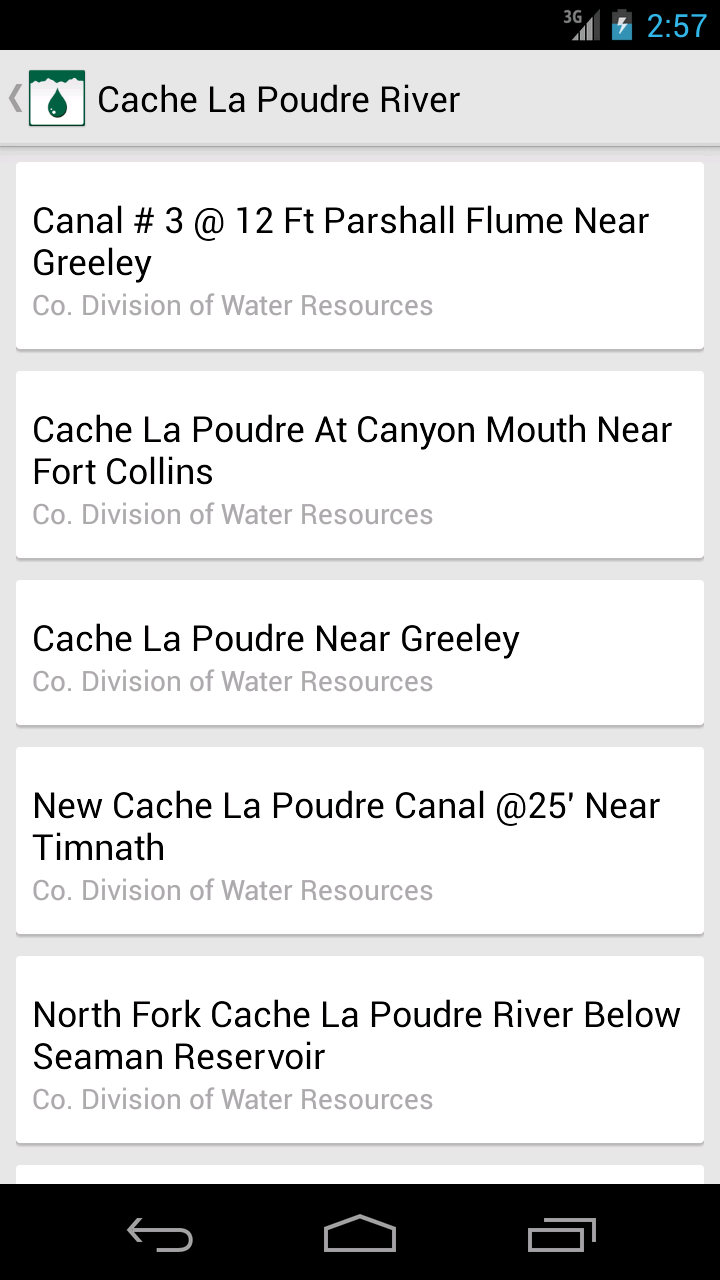 3G
2:57
Cache La Poudre River
Canal # 3 @ 12 Ft Parshall Flume Near
Greeley
Co. Division of Water Resources
Cache La Poudre At Canyon Mouth Near
Fort Collins
Co. Division of Water Resources
Cache La Poudre Near Greeley
Co. Division of Water Resources
New Cache La Poudre Canal @25' Near
Timnath
Co. Division of Water Resources
North Fork Cache La Poudre River Below
Seaman Reservoir
Co. Division of Water Resources